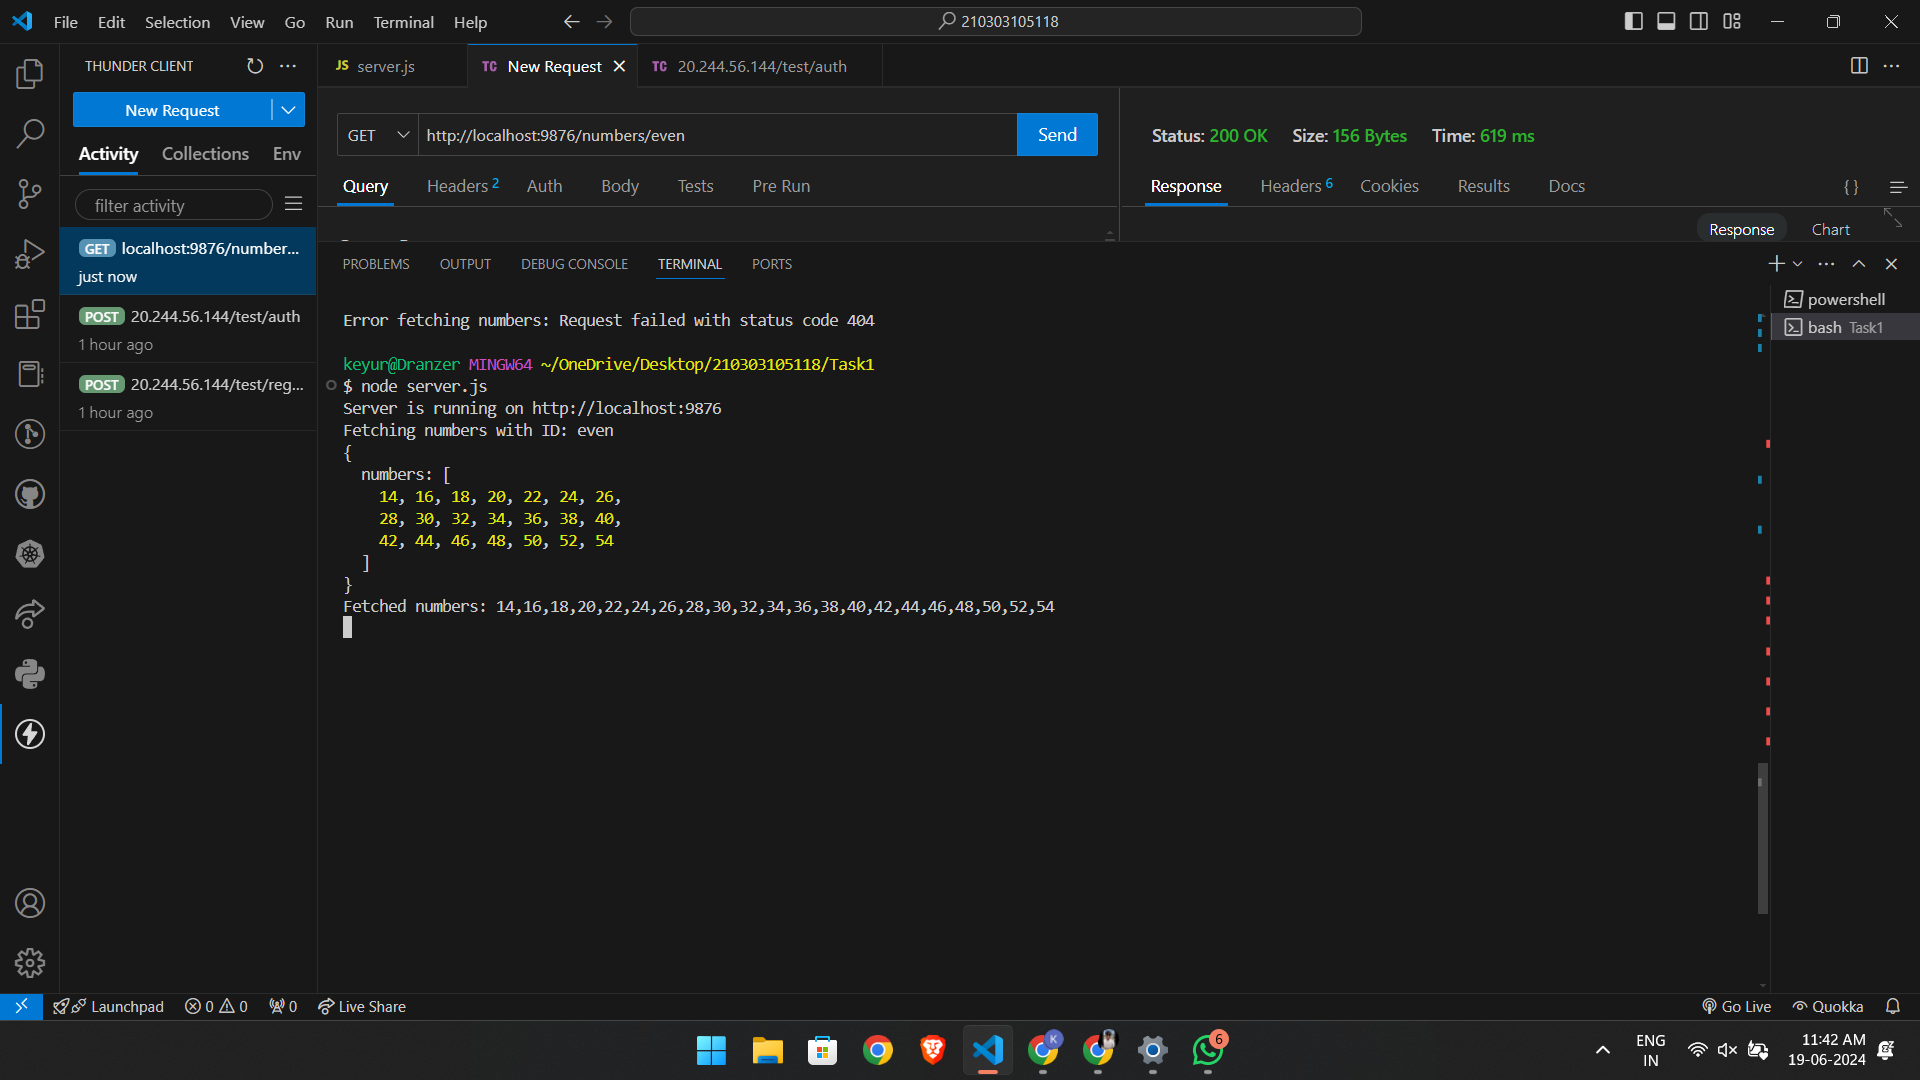 File Edit Selection View Go Run Terminal Help
210303105118
THUNDER CLIENT
New Request
Activity Collections Env
filter activity
GET localhost:9876/number...
just now
POST 20.244.56.144/test/auth
1 hour ago
POST 20.244.56.144/test/reg...
1 hour ago
JS server.js
TC New Request
TC 20.244.56.144/test/auth
GET http://localhost:9876/numbers/even Send
Query Headers 2 Auth Body Tests Pre Run
Status: 200 OK Size: 156 Bytes Time: 619 ms
Response Headers 6 Cookies Results Docs { }
Response Chart
PROBLEMS OUTPUT DEBUG CONSOLE TERMINAL PORTS
Error fetching numbers: Request failed with status code 404
keyur@Dranzer MINGW64 ~/OneDrive/Desktop/210303105118/Task1
$ node server.js
Server is running on http://localhost:9876
Fetching numbers with ID: even
{
numbers: [
14, 16, 18, 20, 22, 24, 26,
28, 30, 32, 34, 36, 38, 40,
42, 44, 46, 48, 50, 52, 54
]
}
Fetched numbers: 14,16,18,20,22,24,26,28,30,32,34,36,38,40,42,44,46,48,50,52,54
powershell
bash Task1
Launchpad 0 0 0 Live Share
Go Live Quokka
K
6
ENG
IN
11:42 AM
19-06-2024